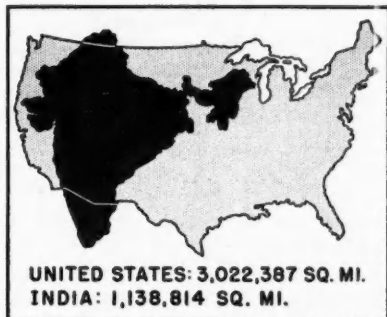 UNITED STATES: 3,022,387 SQ. MI.
INDIA: 1,138,814 SQ. MI.